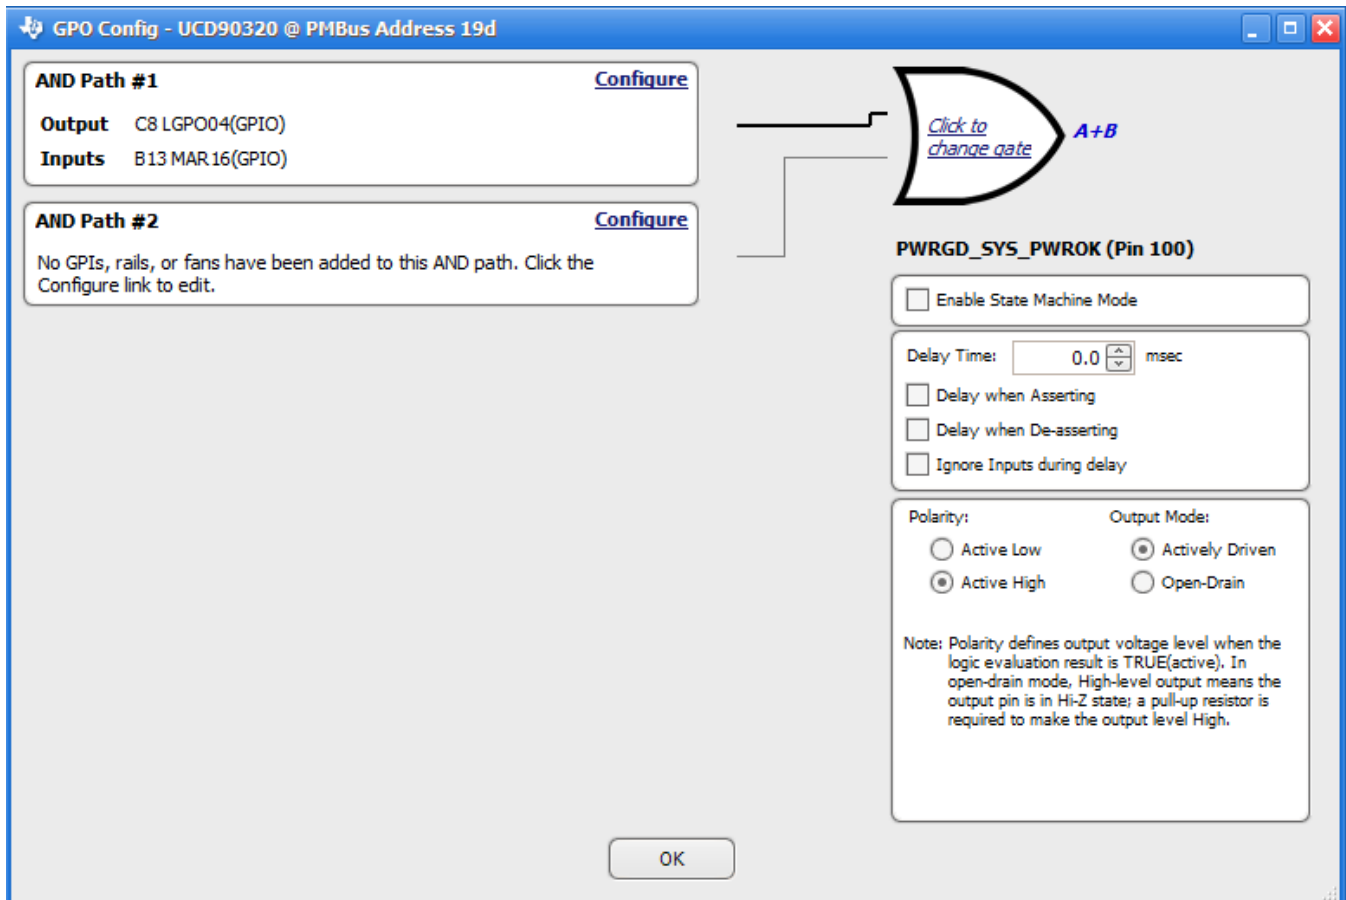 GPO Config - UCD90320 @ PMBus Address 19d
AND Path #1
Configure
Output C8 LGPO04(GPIO)
Inputs B13 MAR16(GPIO)
AND Path #2
Configure
No GPIs, rails, or fans have been added to this AND path. Click the
Configure link to edit.
Click to
change gate
A+B
PWRGD_SYS_PWROK (Pin 100)
Enable State Machine Mode
Delay Time: 0.0 msec
Delay when Asserting
Delay when De-asserting
Ignore Inputs during delay
Polarity: Output Mode:
Active Low Actively Driven
Active High Open-Drain
Note: Polarity defines output voltage level when the
logic evaluation result is TRUE(active). In
open-drain mode, High-level output means the
output pin is in Hi-Z state; a pull-up resistor is
required to make the output level High.
OK